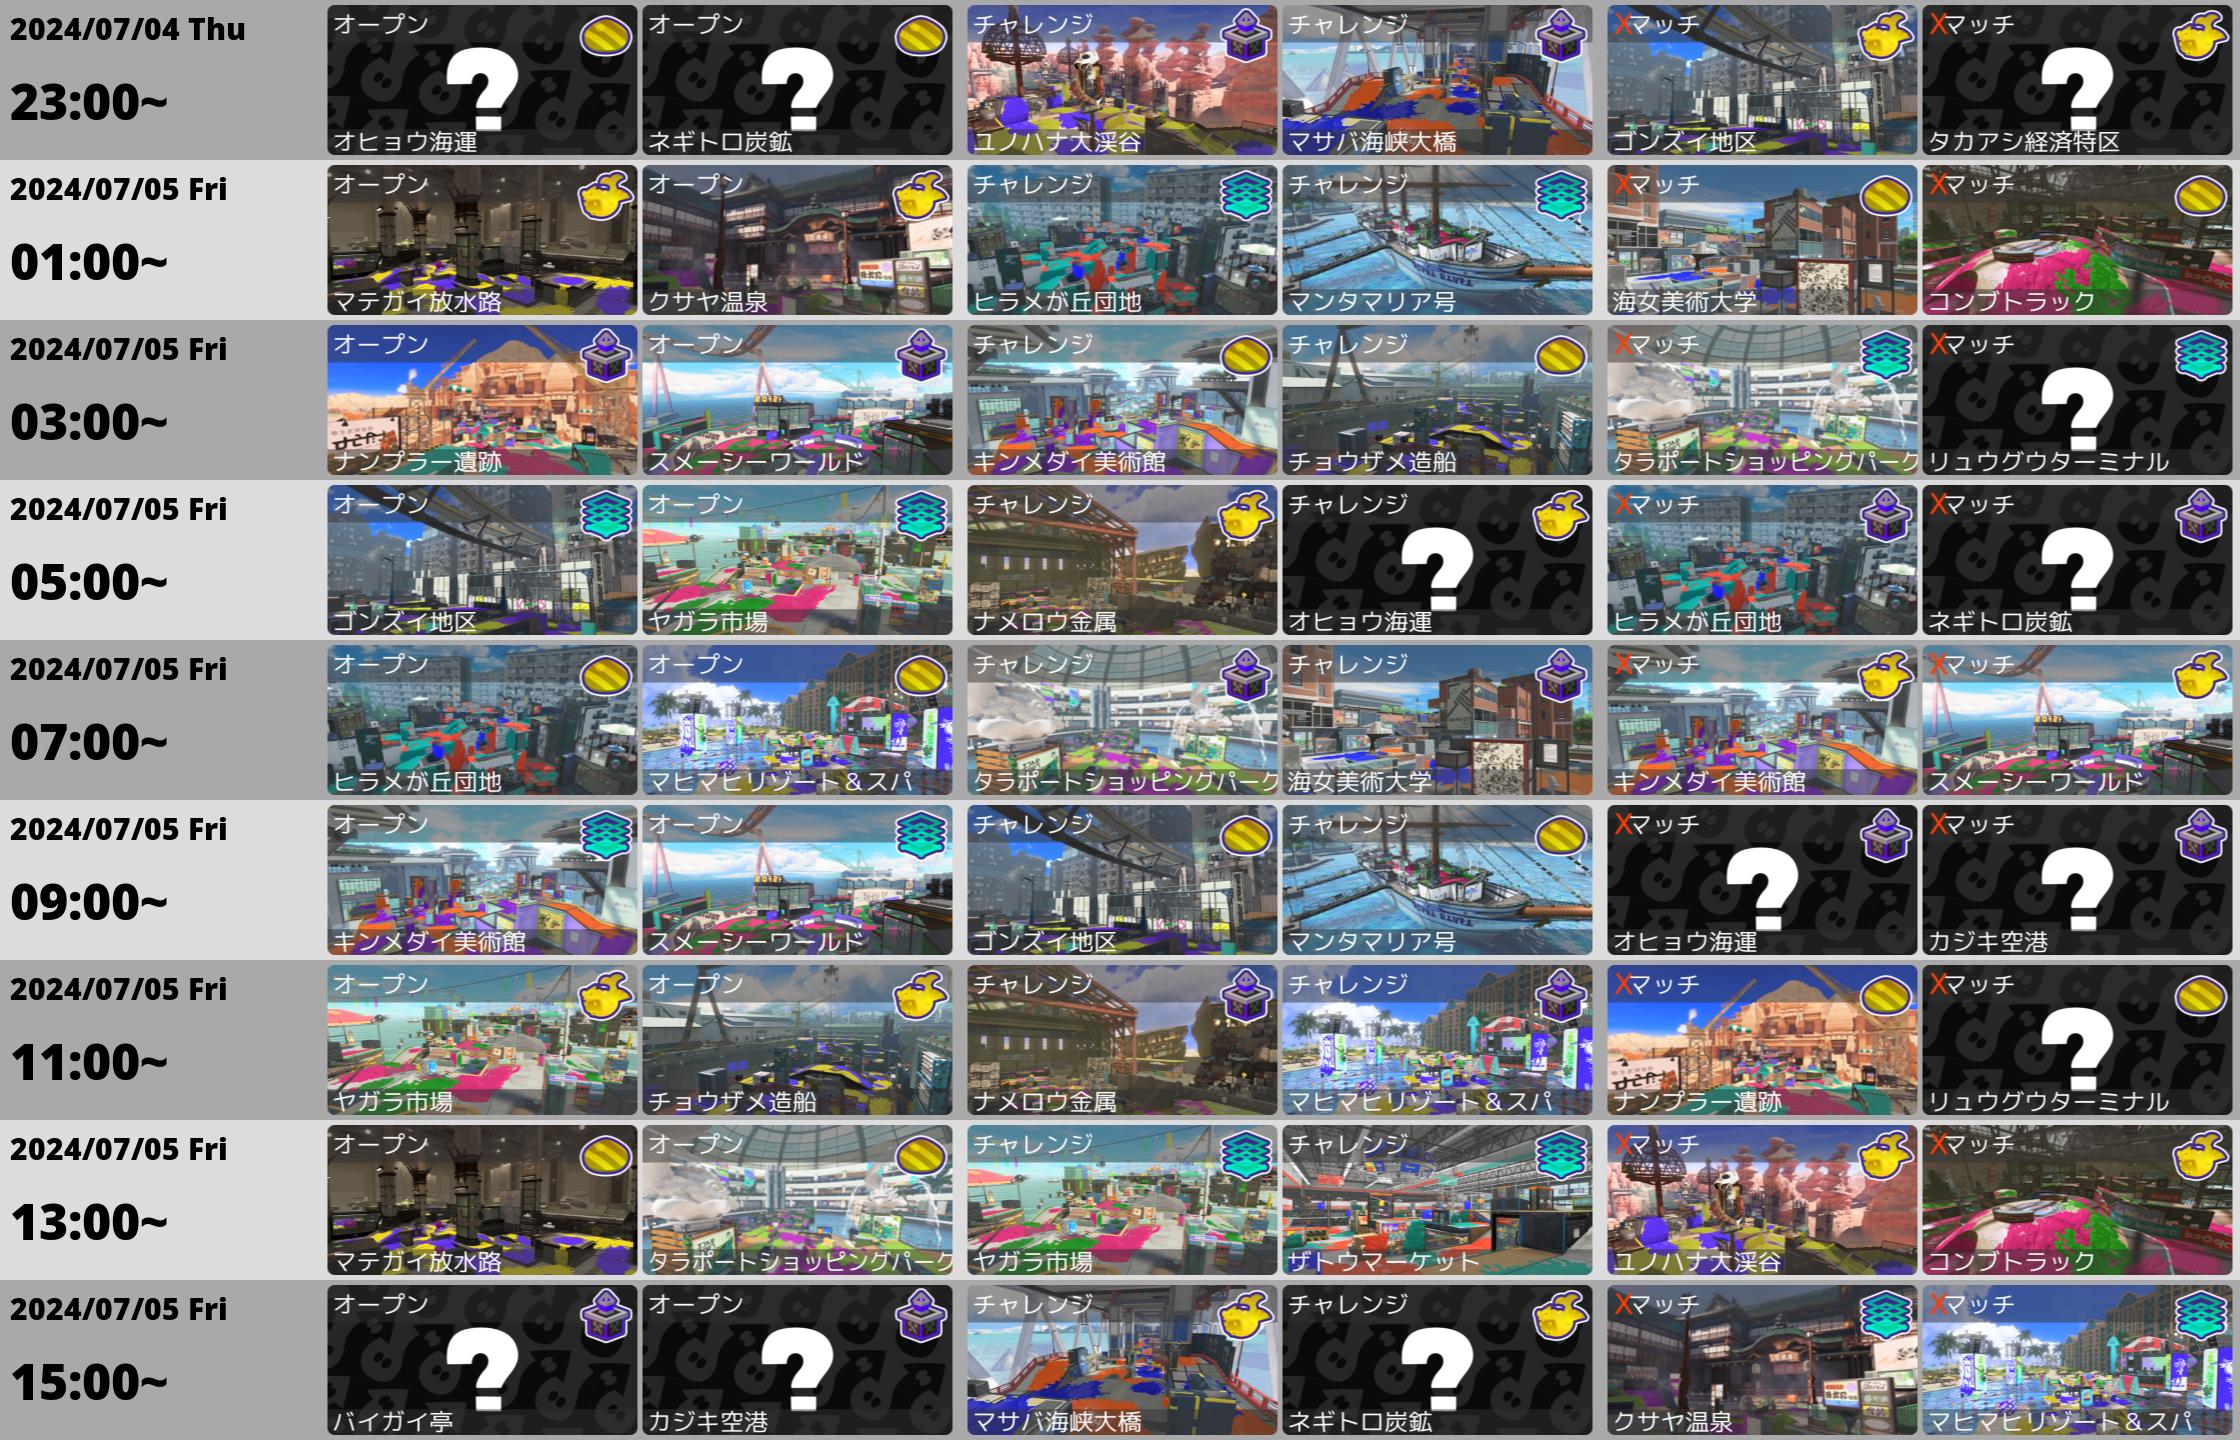 2024/07/04 Thu
23:00~
オープン
オヒョウ海運
オープン
ネギトロ炭鉱
チャレンジ
ユノハナ大渓谷
チャレンジ
マサバ海峡大橋
Xマッチ
ゴンズイ地区
Xマッチ
タカアシ経済特区
2024/07/05 Fri
01:00~
オープン
マテガイ放水路
オープン
クサヤ温泉
チャレンジ
ヒラメが丘団地
チャレンジ
マンタマリア号
Xマッチ
海女美術大学
Xマッチ
コンブトラック
2024/07/05 Fri
03:00~
オープン
ナンプラー遺跡
オープン
スメーシーワールド
チャレンジ
キンメダイ美術館
チャレンジ
チョウザメ造船
Xマッチ
タラポートショッピングパーク
Xマッチ
リュウグウターミナル
2024/07/05 Fri
05:00~
オープン
ゴンズイ地区
オープン
ヤガラ市場
チャレンジ
ナメロウ金属
チャレンジ
オヒョウ海運
Xマッチ
ヒラメが丘団地
Xマッチ
ネギトロ炭鉱
2024/07/05 Fri
07:00~
オープン
ヒラメが丘団地
オープン
マヒマヒリゾート＆スパ
チャレンジ
タラポートショッピングパーク
チャレンジ
海女美術大学
Xマッチ
キンメダイ美術館
Xマッチ
スメーシーワールド
2024/07/05 Fri
09:00~
オープン
キンメダイ美術館
オープン
スメーシーワールド
チャレンジ
ゴンズイ地区
チャレンジ
マンタマリア号
Xマッチ
オヒョウ海運
Xマッチ
カジキ空港
2024/07/05 Fri
11:00~
オープン
ヤガラ市場
オープン
チョウザメ造船
チャレンジ
ナメロウ金属
チャレンジ
マヒマヒリゾート＆スパ
Xマッチ
ナンプラー遺跡
Xマッチ
リュウグウターミナル
2024/07/05 Fri
13:00~
オープン
マテガイ放水路
オープン
タラポートショッピングパーク
チャレンジ
ヤガラ市場
チャレンジ
ザトウマーケット
Xマッチ
ユノハナ大渓谷
Xマッチ
コンブトラック
2024/07/05 Fri
15:00~
オープン
バイガイ亭
オープン
カジキ空港
チャレンジ
マサバ海峡大橋
チャレンジ
ネギトロ炭鉱
Xマッチ
クサヤ温泉
Xマッチ
マヒマヒリゾート＆スパ